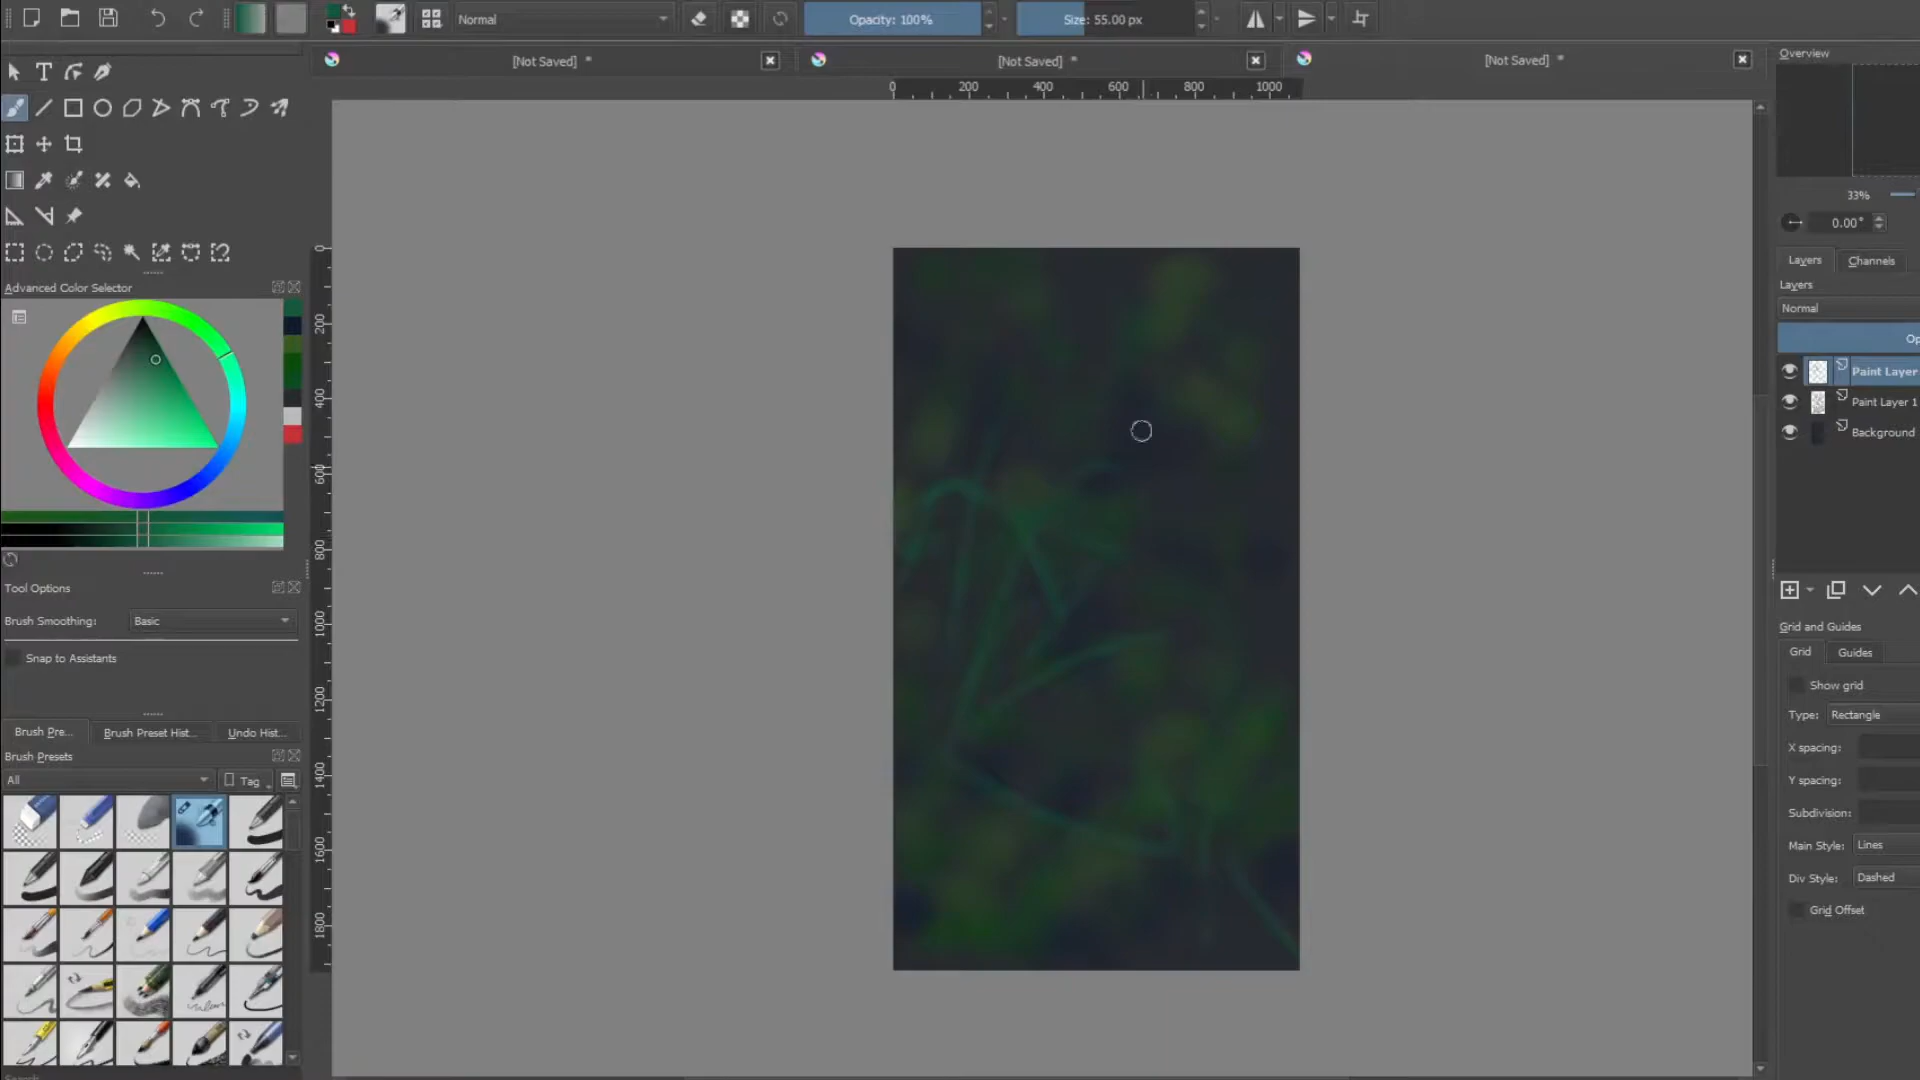 Normal
Opacity: 100%
Size: 55.00 px
[Not Saved] *
[Not Saved] *
[Not Saved] *
0 200 400 600 800 1000
0
200
400
600
800
1000
1200
1400
1600
1800
Advanced Color Selector
Tool Options
Brush Smoothing: Basic
Snap to Assistants
Brush Pre...
Brush Preset Hist...
Undo Hist...
Brush Presets
All
Tag
Overview
33%
0.00°
Layers
Channels
Layers
Normal
Op
Paint Layer
Paint Layer 1
Background
Grid and Guides
Grid
Guides
Show grid
Type: Rectangle
X spacing:
Y spacing:
Subdivision:
Main Style: Lines
Div Style: Dashed
Grid Offset